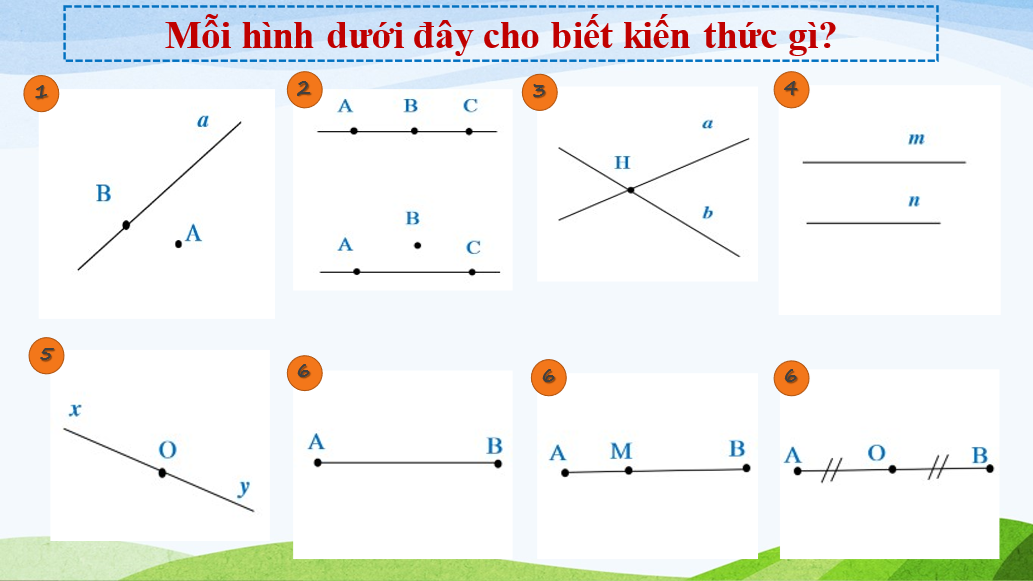 Mỗi hình dưới đây cho biết kiến thức gì?
1
a
B
A
2
A B C
B
A C
3
a
H
b
4
m
n
5
x
O
y
6
A B
6
A M B
6
A O B